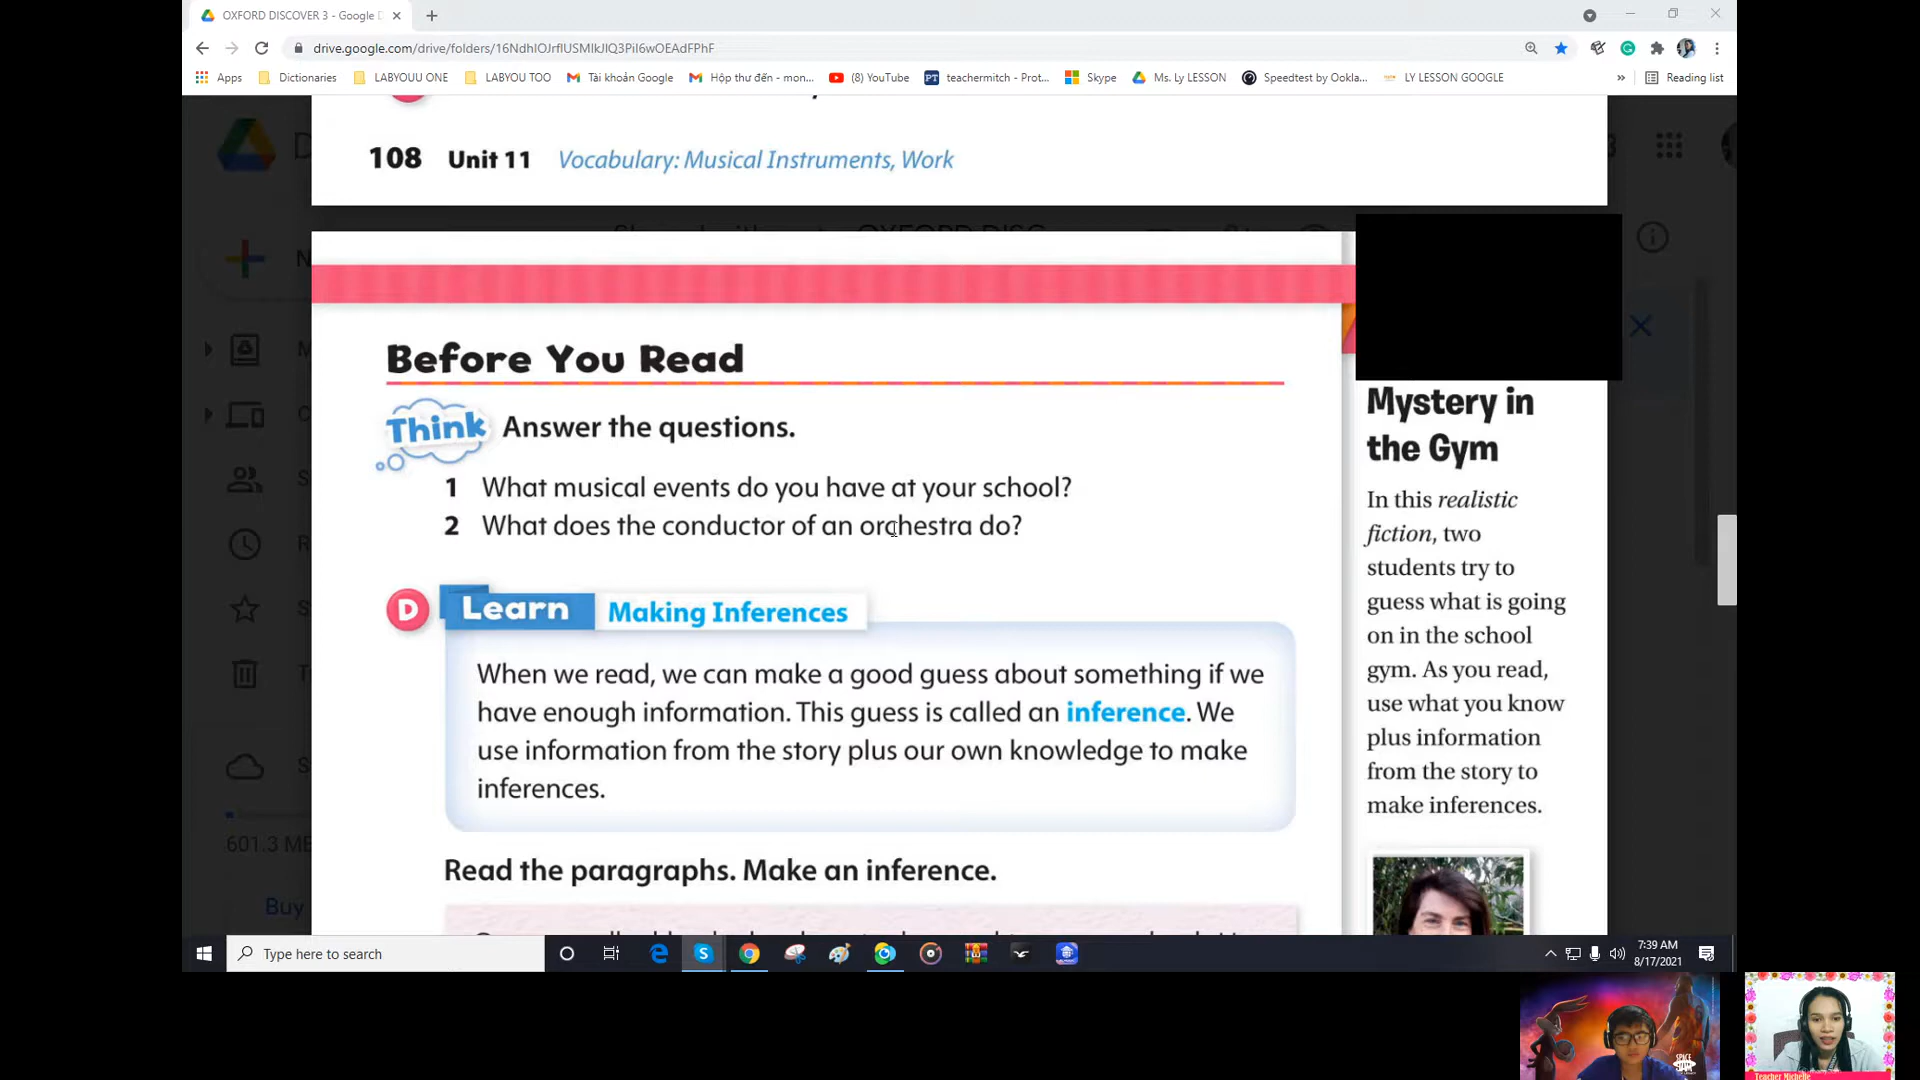 OXFORD DISCOVER 3 - Google D
drive.google.com/drive/folders/16NdhIOJrflUSMIkJIQ3PiI6wOEAdFPhF
Apps Dictionaries LABYOUU ONE LABYOU TOO Tài khoản Google Hộp thư đến - mon... (8) YouTube teachermitch - Prot... Skype Ms. Ly LESSON Speedtest by Ookla... LY LESSON GOOGLE » Reading list
108 Unit 11 Vocabulary: Musical Instruments, Work
Before You Read
Think Answer the questions.
1 What musical events do you have at your school?
2 What does the conductor of an orchestra do?
D Learn Making Inferences
When we read, we can make a good guess about something if we
have enough information. This guess is called an inference. We
use information from the story plus our own knowledge to make
inferences.
Read the paragraphs. Make an inference.
Mystery in
the Gym
In this realistic
fiction, two
students try to
guess what is going
on in the school
gym. As you read,
use what you know
plus information
from the story to
make inferences.
601.3 M
Buy
Type here to search
7:39 AM
8/17/2021
SPACE JAM
Teacher Michelle